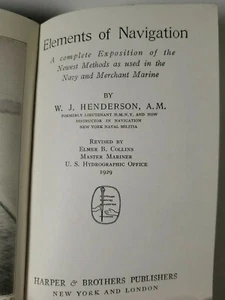 Elements of Navigation
A complete Exposition of the
Newest Methods as used in the
Navy and Merchant Marine
BY
W. J. HENDERSON, A.M.
FORMERLY LIEUTENANT N.M.N.Y., AND NOW
INSTRUCTOR IN NAVIGATION
NEW YORK NAVAL MILITIA
REVISED BY
ELMER B. COLLINS
MASTER MARINER
U. S. HYDROGRAPHIC OFFICE
1929
HARPER & BROTHERS PUBLISHERS
NEW YORK AND LONDON